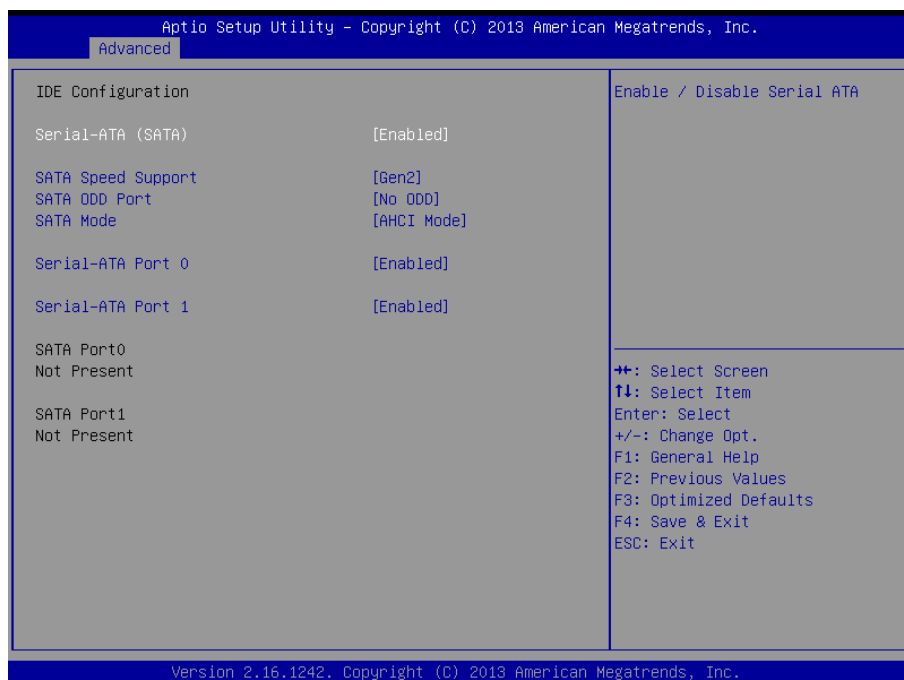 Aptio Setup Utility – Copyright (C) 2013 American Megatrends, Inc.
Advanced
IDE Configuration
Serial-ATA (SATA) [Enabled]
SATA Speed Support [Gen2]
SATA ODD Port [No ODD]
SATA Mode [AHCI Mode]
Serial-ATA Port 0 [Enabled]
Serial-ATA Port 1 [Enabled]
SATA Port0
Not Present
SATA Port1
Not Present
Enable / Disable Serial ATA
→←: Select Screen
↑↓: Select Item
Enter: Select
+/-: Change Opt.
F1: General Help
F2: Previous Values
F3: Optimized Defaults
F4: Save & Exit
ESC: Exit
Version 2.16.1242. Copyright (C) 2013 American Megatrends, Inc.